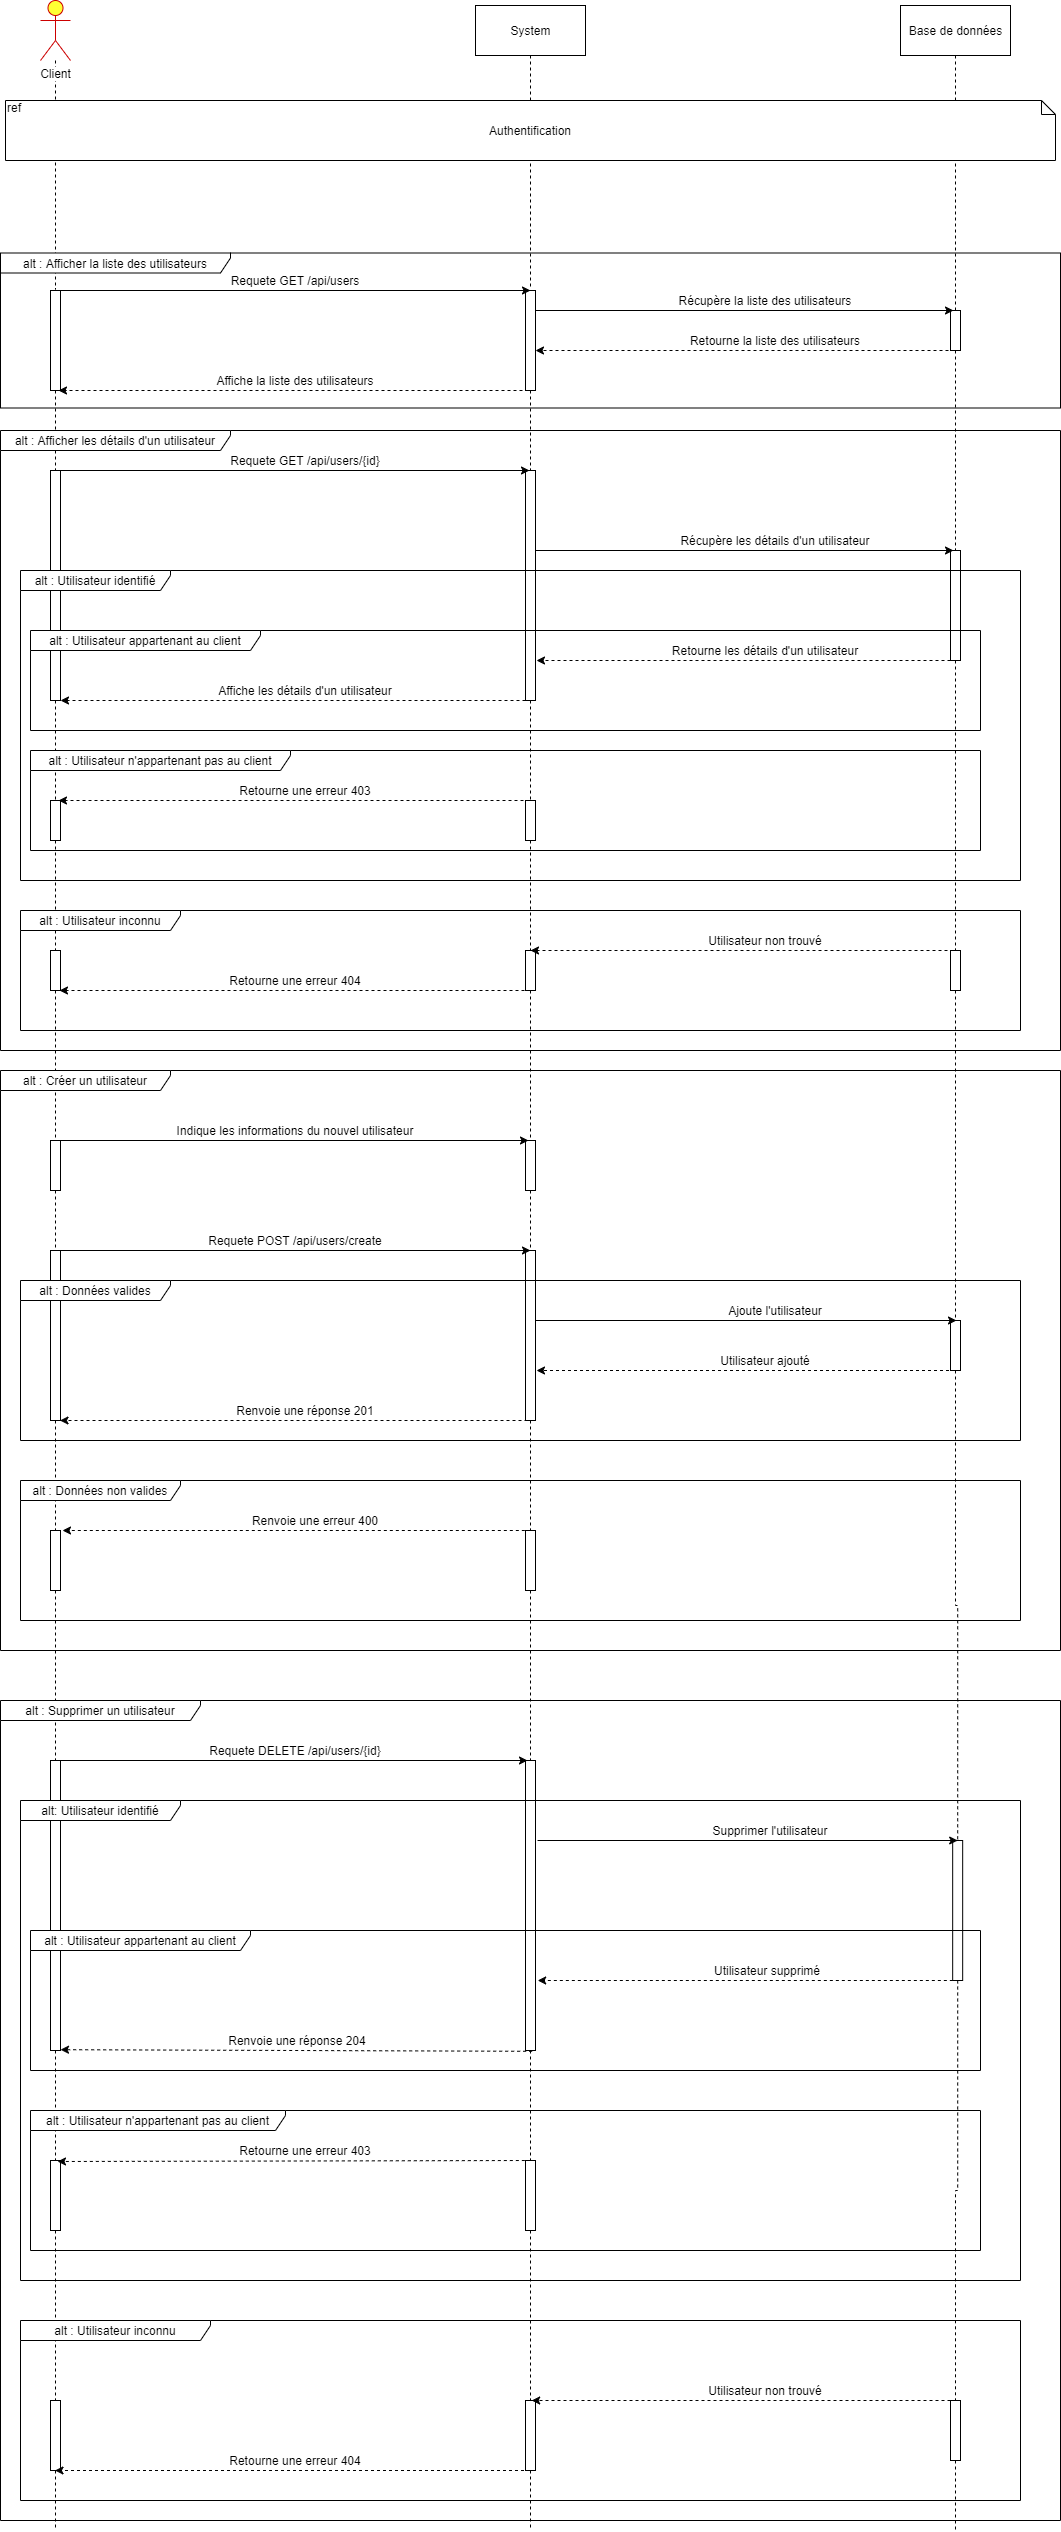 System
Base de données
Client
ref
Authentification
alt : Afficher la liste des utilisateurs
Requete GET /api/users
Récupère la liste des utilisateurs
Retourne la liste des utilisateurs
Affiche la liste des utilisateurs
alt : Afficher les détails d'un utilisateur
Requete GET /api/users/{id}
Récupère les détails d'un utilisateur
alt : Utilisateur identifié
alt : Utilisateur appartenant au client
Retourne les détails d'un utilisateur
Affiche les détails d'un utilisateur
alt : Utilisateur n'appartenant pas au client
Retourne une erreur 403
alt : Utilisateur inconnu
Utilisateur non trouvé
Retourne une erreur 404
alt : Créer un utilisateur
Indique les informations du nouvel utilisateur
Requete POST /api/users/create
alt : Données valides
Ajoute l'utilisateur
Utilisateur ajouté
Renvoie une réponse 201
alt : Données non valides
Renvoie une erreur 400
alt : Supprimer un utilisateur
Requete DELETE /api/users/{id}
alt: Utilisateur identifié
Supprimer l'utilisateur
alt : Utilisateur appartenant au client
Utilisateur supprimé
Renvoie une réponse 204
alt : Utilisateur n'appartenant pas au client
Retourne une erreur 403
alt : Utilisateur inconnu
Utilisateur non trouvé
Retourne une erreur 404